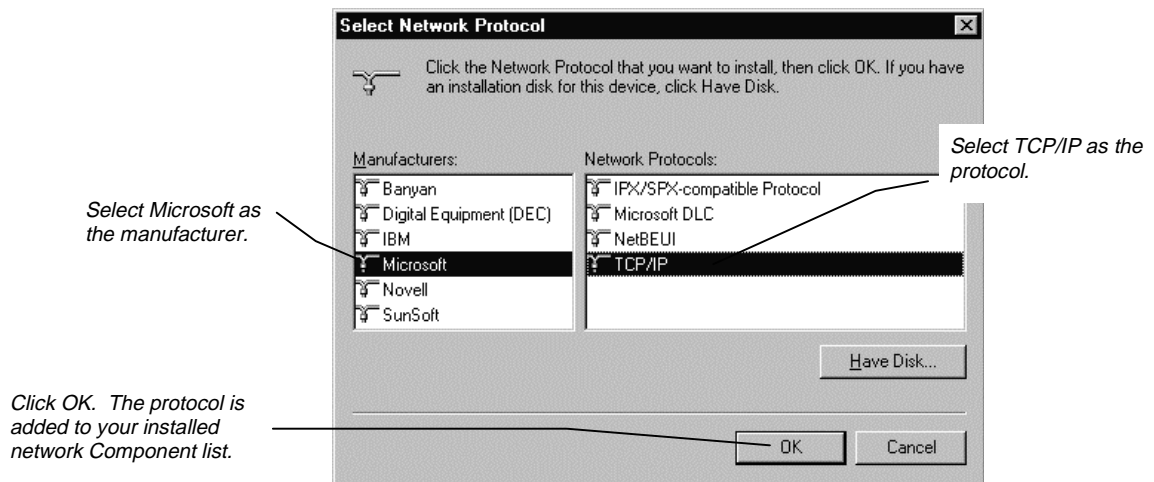 Select Network Protocol
Click the Network Protocol that you want to install, then click OK. If you have
an installation disk for this device, click Have Disk.
Select TCP/IP as the
protocol.
Manufacturers:
Banyan
Digital Equipment (DEC)
IBM
Microsoft
Novell
SunSoft
Network Protocols:
IPX/SPX-compatible Protocol
Microsoft DLC
NetBEUI
TCP/IP
Select Microsoft as
the manufacturer.
Have Disk...
Click OK. The protocol is
added to your installed
network Component list.
OK
Cancel